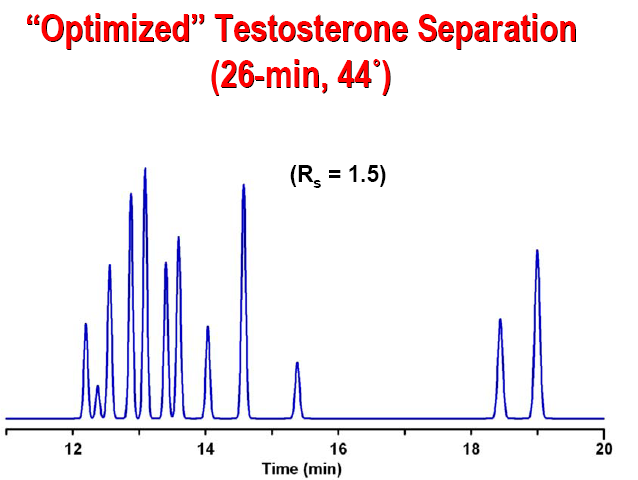 “Optimized” Testosterone Separation
(26-min, 44˚)
(Rs = 1.5)
12 14 16 18 20
Time (min)